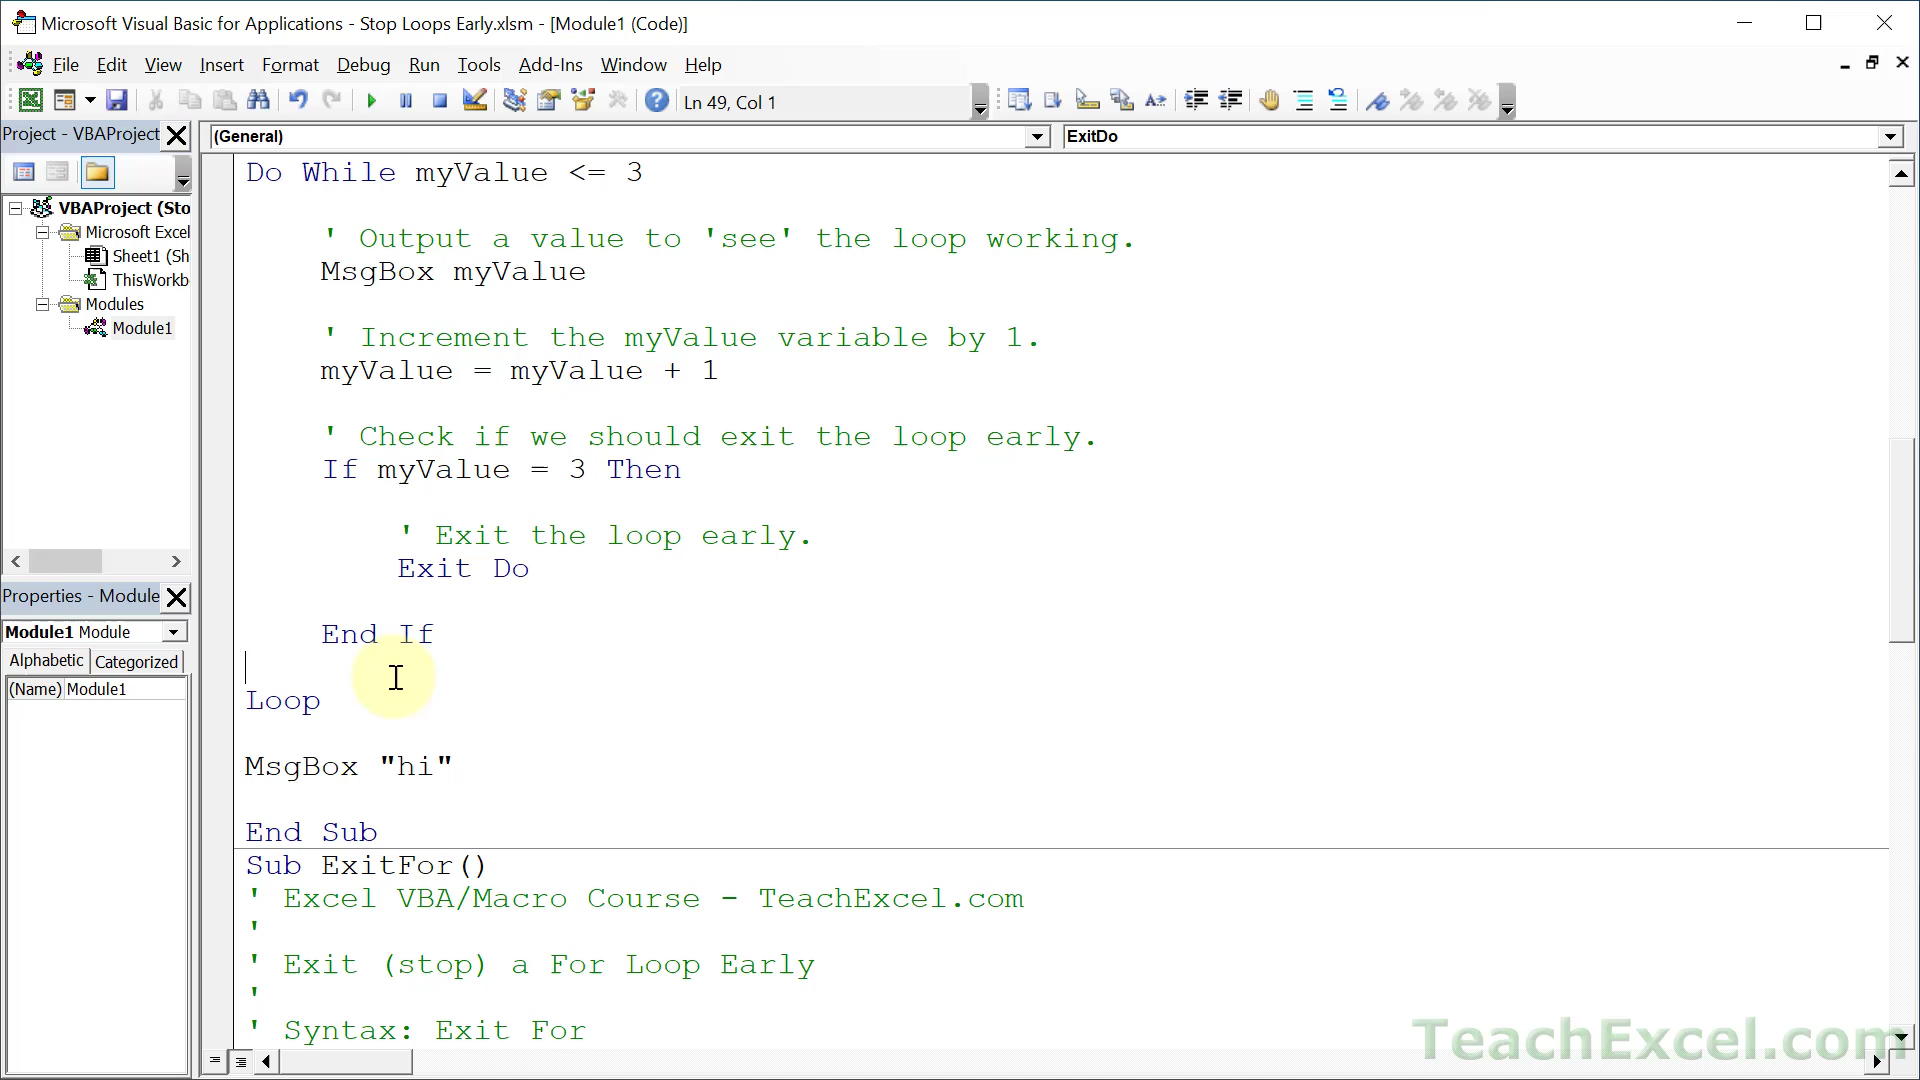 Microsoft Visual Basic for Applications - Stop Loops Early.xlsm - [Module1 (Code)]
File Edit View Insert Format Debug Run Tools Add-Ins Window Help
Ln 49, Col 1
Project - VBAProject
(General)
ExitDo
VBAProject (Sto
Microsoft Excel
Sheet1 (Sh
ThisWorkb
Modules
Module1
Properties - Module
Module1 Module
Alphabetic Categorized
(Name) Module1
Do While myValue <= 3
' Output a value to 'see' the loop working.
MsgBox myValue
' Increment the myValue variable by 1.
myValue = myValue + 1
' Check if we should exit the loop early.
If myValue = 3 Then
' Exit the loop early.
Exit Do
End If
Loop
MsgBox "hi"
End Sub
Sub ExitFor()
' Excel VBA/Macro Course - TeachExcel.com
'
' Exit (stop) a For Loop Early
'
' Syntax: Exit For
TeachExcel.com